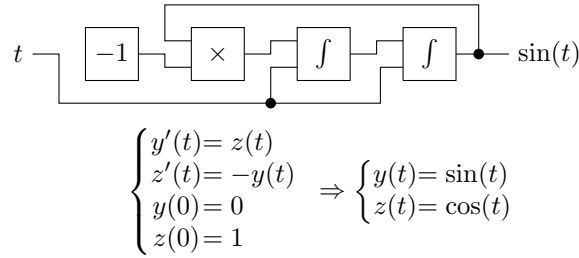 t −1 × ∫ ∫ sin(t)
y′(t)= z(t)
z′(t)= −y(t)
y(0)= 0
z(0)= 1
⇒
y(t)= sin(t)
z(t)= cos(t)